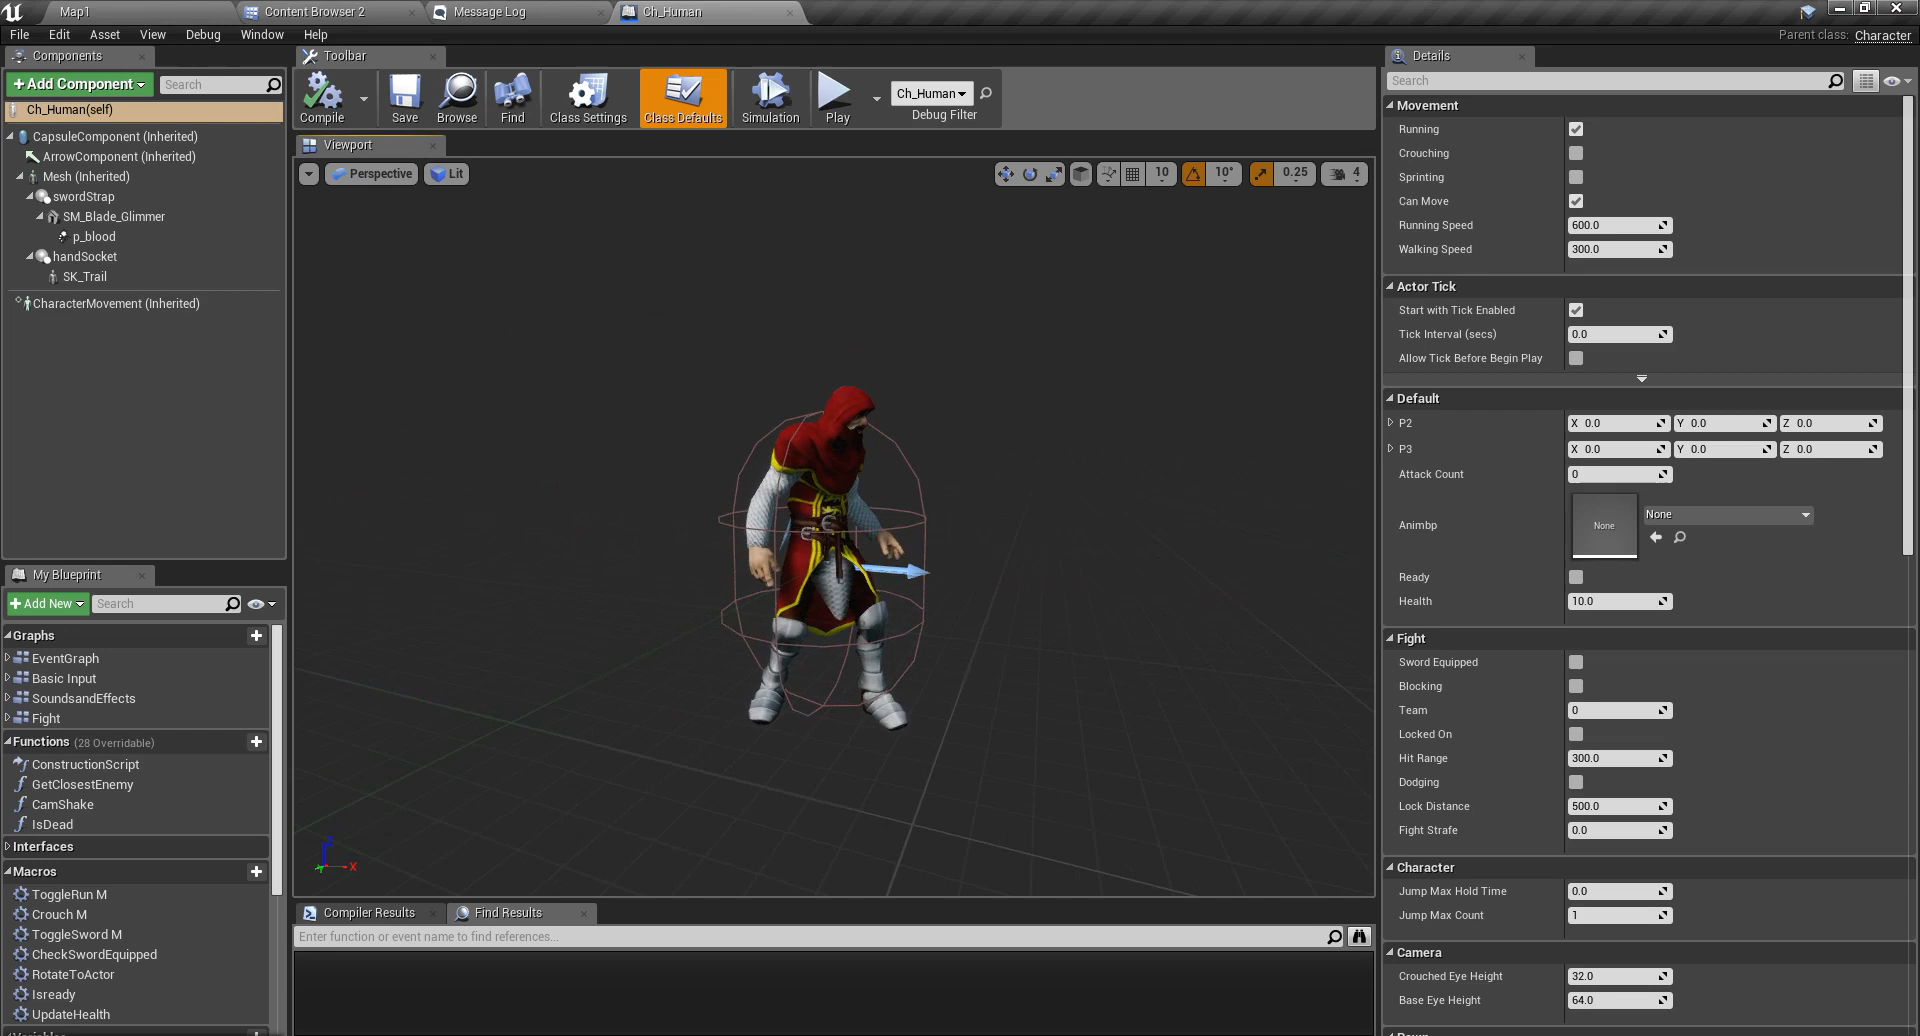 Map1
Content Browser 2
Message Log
Ch_Human
File Edit Asset View Debug Window Help
Parent class: Character
Components
+Add Component
Search
Ch_Human(self)
CapsuleComponent (Inherited)
ArrowComponent (Inherited)
Mesh (Inherited)
swordStrap
SM_Blade_Glimmer
p_blood
handSocket
SK_Trail
CharacterMovement (Inherited)
My Blueprint
+Add New
Search
Graphs
EventGraph
Basic Input
SoundsandEffects
Fight
Functions (28 Overridable)
ConstructionScript
GetClosestEnemy
CamShake
IsDead
Interfaces
Macros
ToggleRun M
Crouch M
ToggleSword M
CheckSwordEquipped
RotateToActor
Isready
UpdateHealth
Variables
Toolbar
Compile
Save
Browse
Find
Class Settings
Class Defaults
Simulation
Play
Ch_Human
Debug Filter
Viewport
Perspective
Lit
10
10°
0.25
4
Z
Y
X
Compiler Results
Find Results
Enter function or event name to find references...
Details
Search
Movement
Running
Crouching
Sprinting
Can Move
Running Speed 600.0
Walking Speed 300.0
Actor Tick
Start with Tick Enabled
Tick Interval (secs) 0.0
Allow Tick Before Begin Play
Default
P2 X 0.0 Y 0.0 Z 0.0
P3 X 0.0 Y 0.0 Z 0.0
Attack Count 0
Animbp None None
Ready
Health 10.0
Fight
Sword Equipped
Blocking
Team 0
Locked On
Hit Range 300.0
Dodging
Lock Distance 500.0
Fight Strafe 0.0
Character
Jump Max Hold Time 0.0
Jump Max Count 1
Camera
Crouched Eye Height 32.0
Base Eye Height 64.0
Pawn